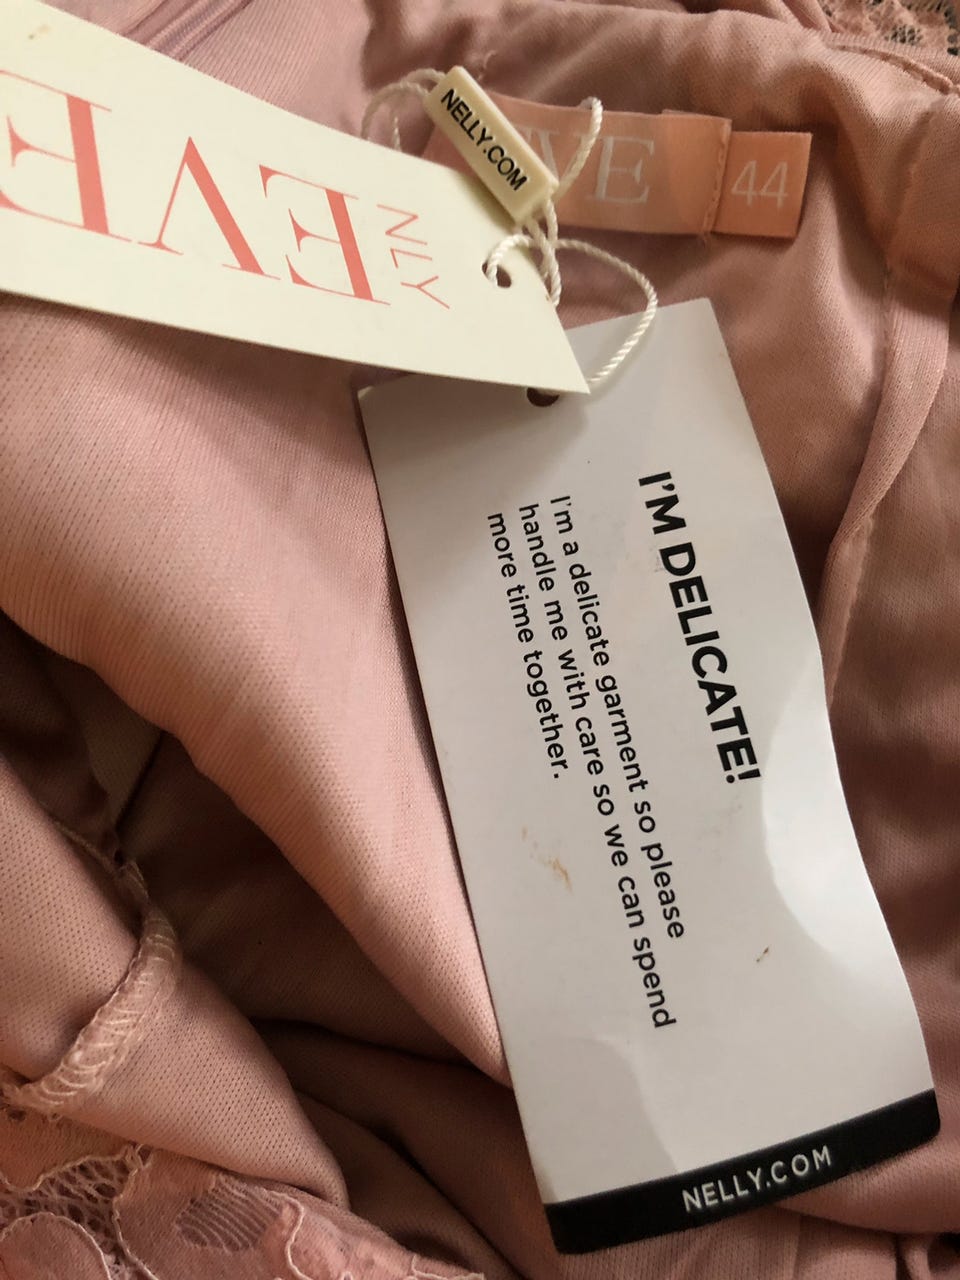 NELLY.COM
EVE
44
NLY
EVE
I'M DELICATE!
I'm a delicate garment so please
handle me with care so we can spend
more time together.
NELLY.COM